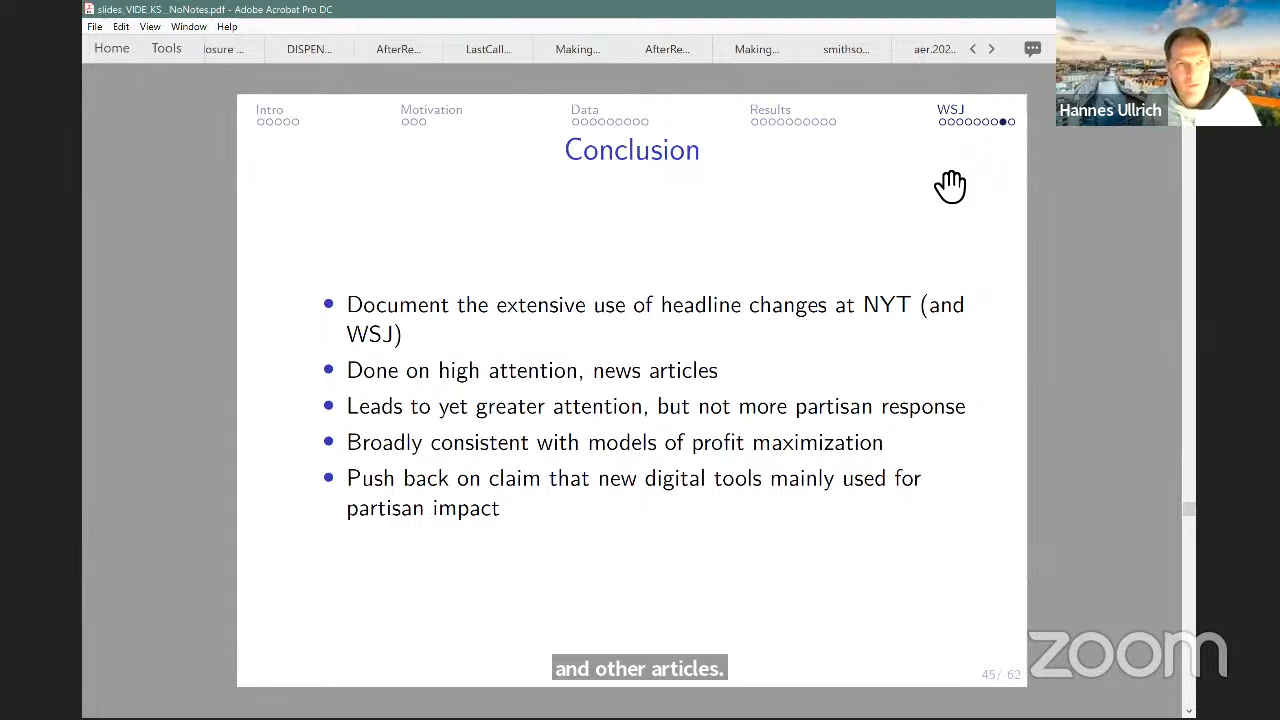 slides_VIDE_KS_NoNotes.pdf - Adobe Acrobat Pro DC
File Edit View Window Help
Home Tools losure ... DISPEN... AfterRe... LastCall... Making... AfterRe... Making... smithso... aer.202...
Hannes Ullrich
Intro Motivation Data Results WSJ
Conclusion
• Document the extensive use of headline changes at NYT (and
WSJ)
• Done on high attention, news articles
• Leads to yet greater attention, but not more partisan response
• Broadly consistent with models of profit maximization
• Push back on claim that new digital tools mainly used for
partisan impact
and other articles.
45/ 62
zoom